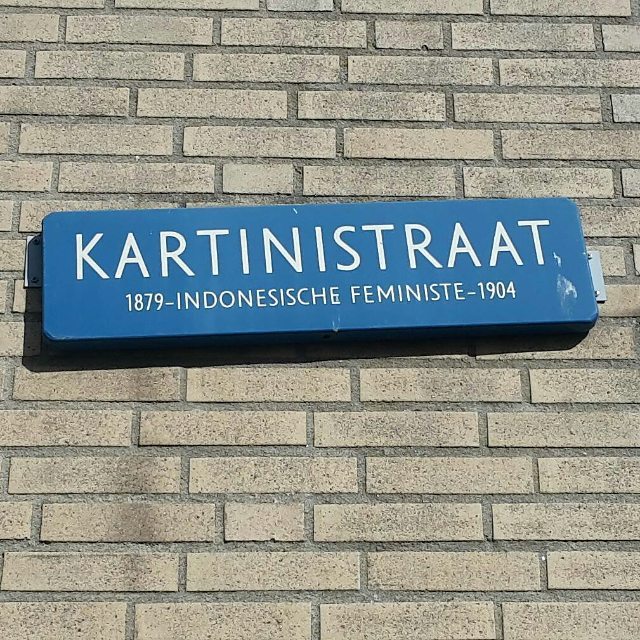 KARTINISTRAAT
1879-INDONESISCHE FEMINISTE-1904